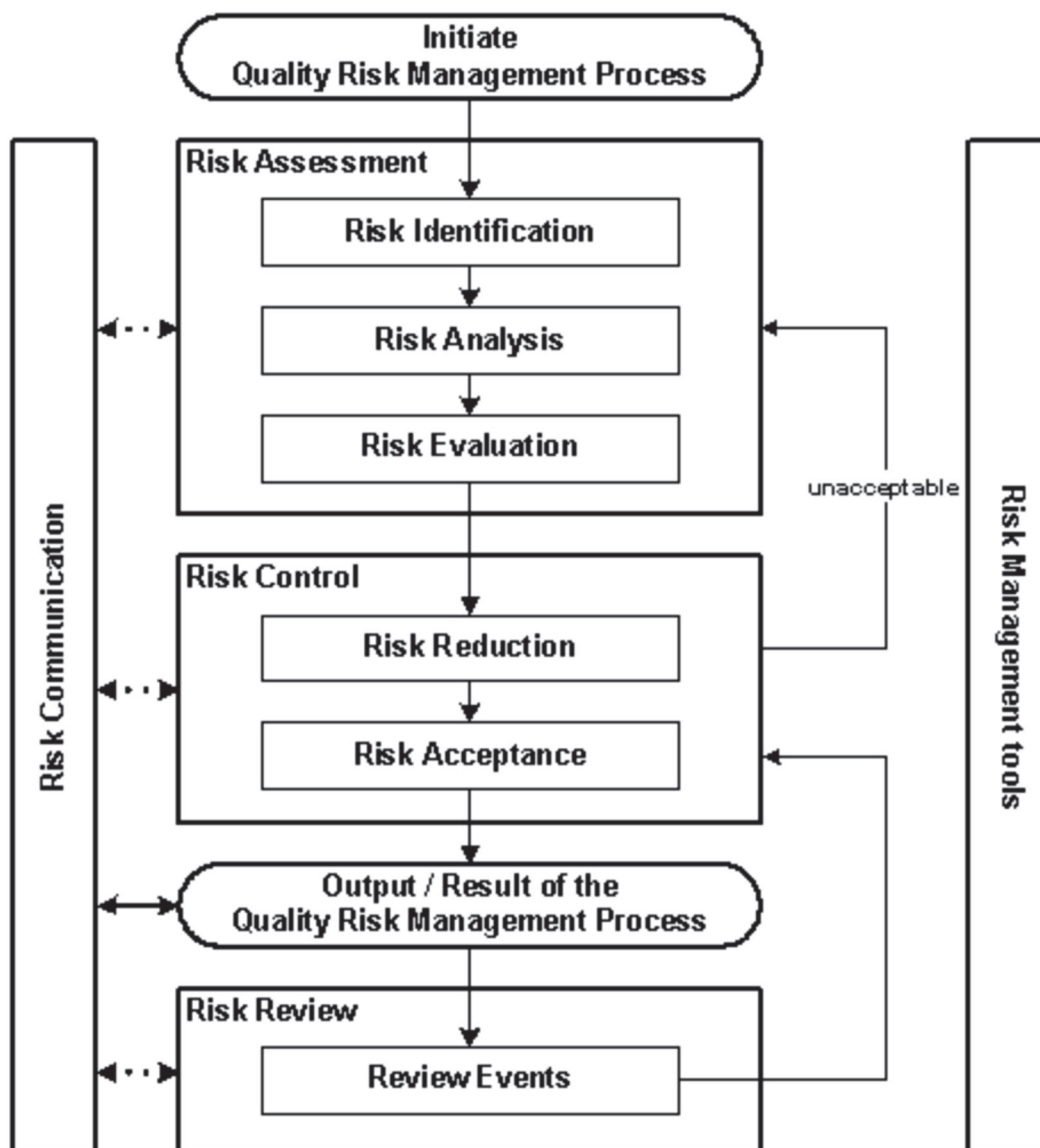 Initiate
Quality Risk Management Process
Risk Assessment
Risk Identification
Risk Analysis
Risk Evaluation
unacceptable
Risk Control
Risk Reduction
Risk Acceptance
Output / Result of the
Quality Risk Management Process
Risk Review
Review Events
Risk Communication
Risk Management tools